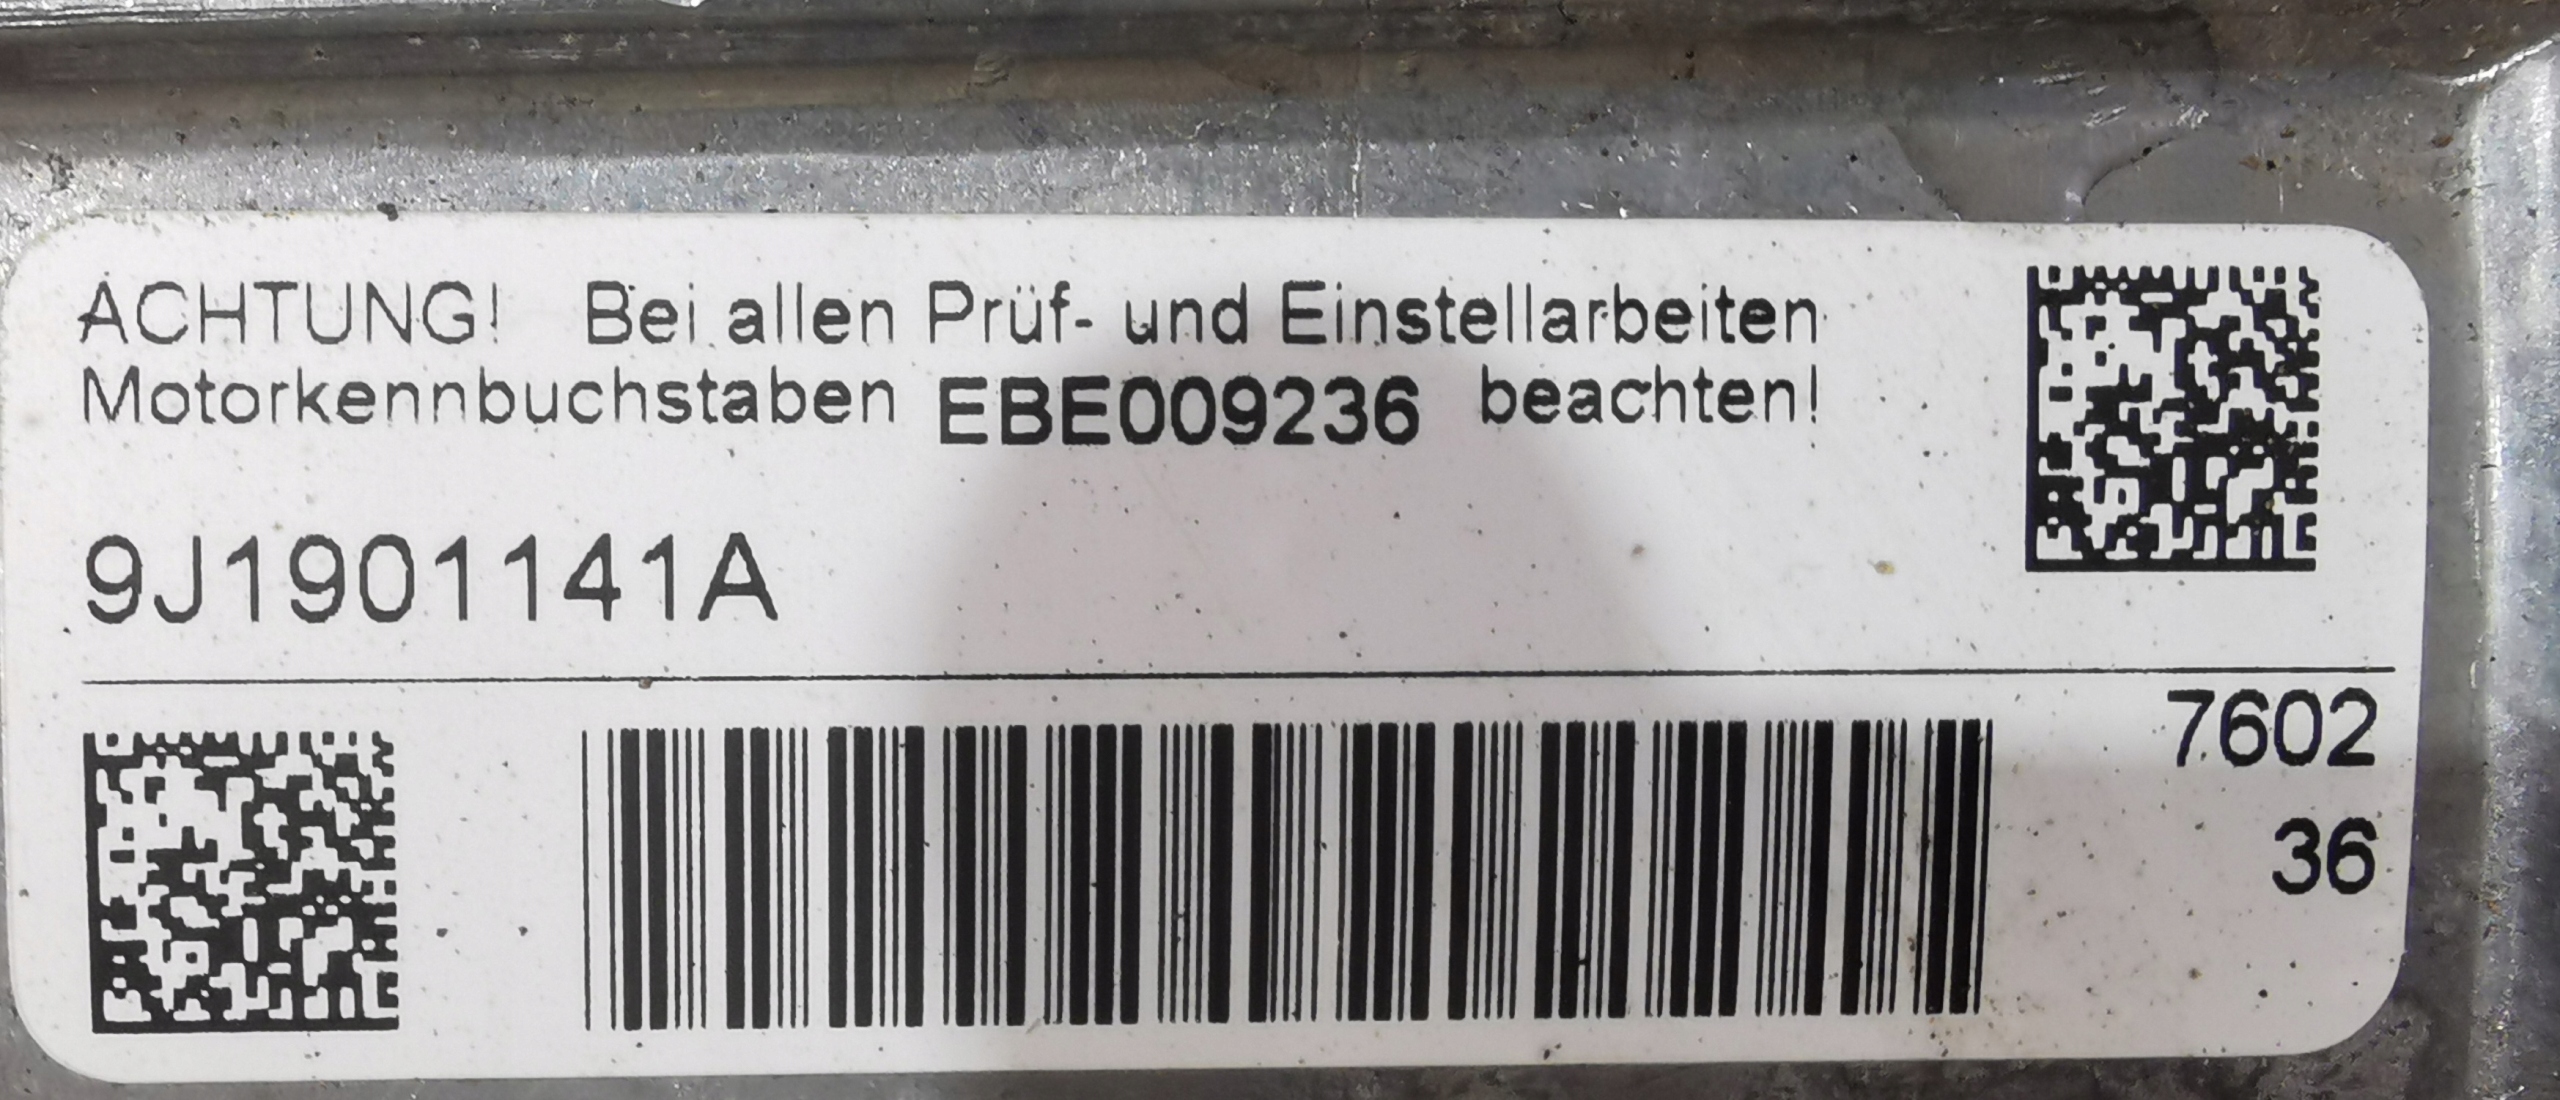 ACHTUNG! Bei allen Prüf- und Einstellarbeiten
Motorkennbuchstaben EBE009236 beachten!
9J1901141A
7602
36